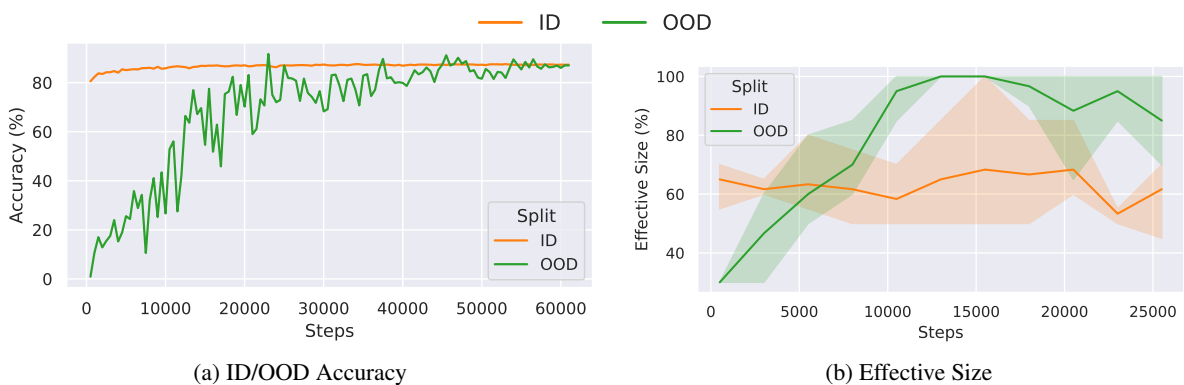 ID OOD
Accuracy (%)
80
60
40
20
0
Split
ID
OOD
0 10000 20000 30000 40000 50000 60000
Steps
(a) ID/OOD Accuracy
Effective Size (%)
100
80
60
40
Split
ID
OOD
0 5000 10000 15000 20000 25000
Steps
(b) Effective Size